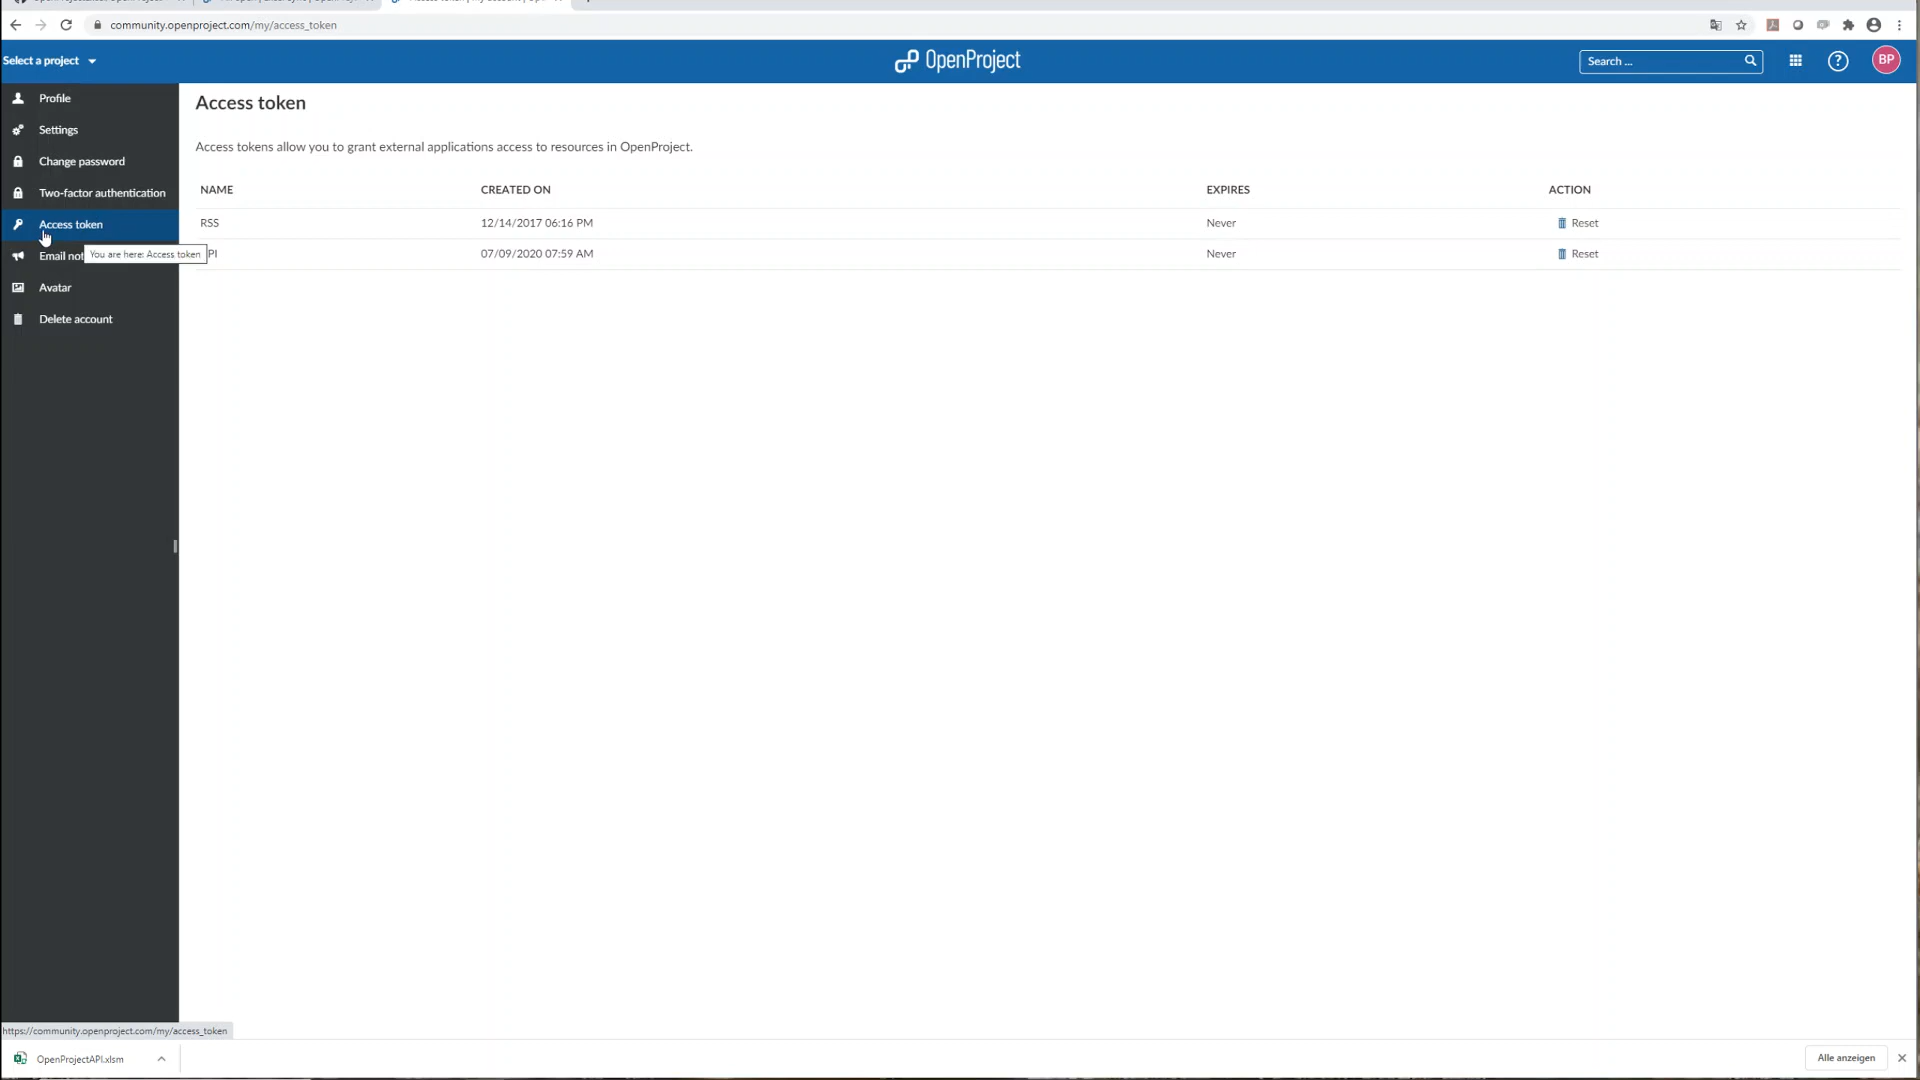 community.openproject.com/my/access_token
Select a project
OpenProject
Search ...
?
BP
Profile
Settings
Change password
Two-factor authentication
Access token
You are here: Access token
Email not
Avatar
Delete account
Access token
Access tokens allow you to grant external applications access to resources in OpenProject.
NAME CREATED ON EXPIRES ACTION
RSS 12/14/2017 06:16 PM Never Reset
PI 07/09/2020 07:59 AM Never Reset
https://community.openproject.com/my/access_token
OpenProjectAPI.xlsm
Alle anzeigen